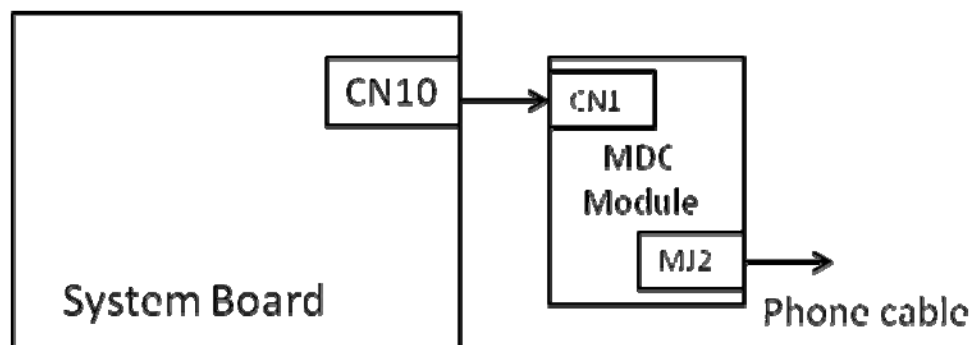 CN10
CN1
MDC
Module
MJ2
System Board
Phone cable